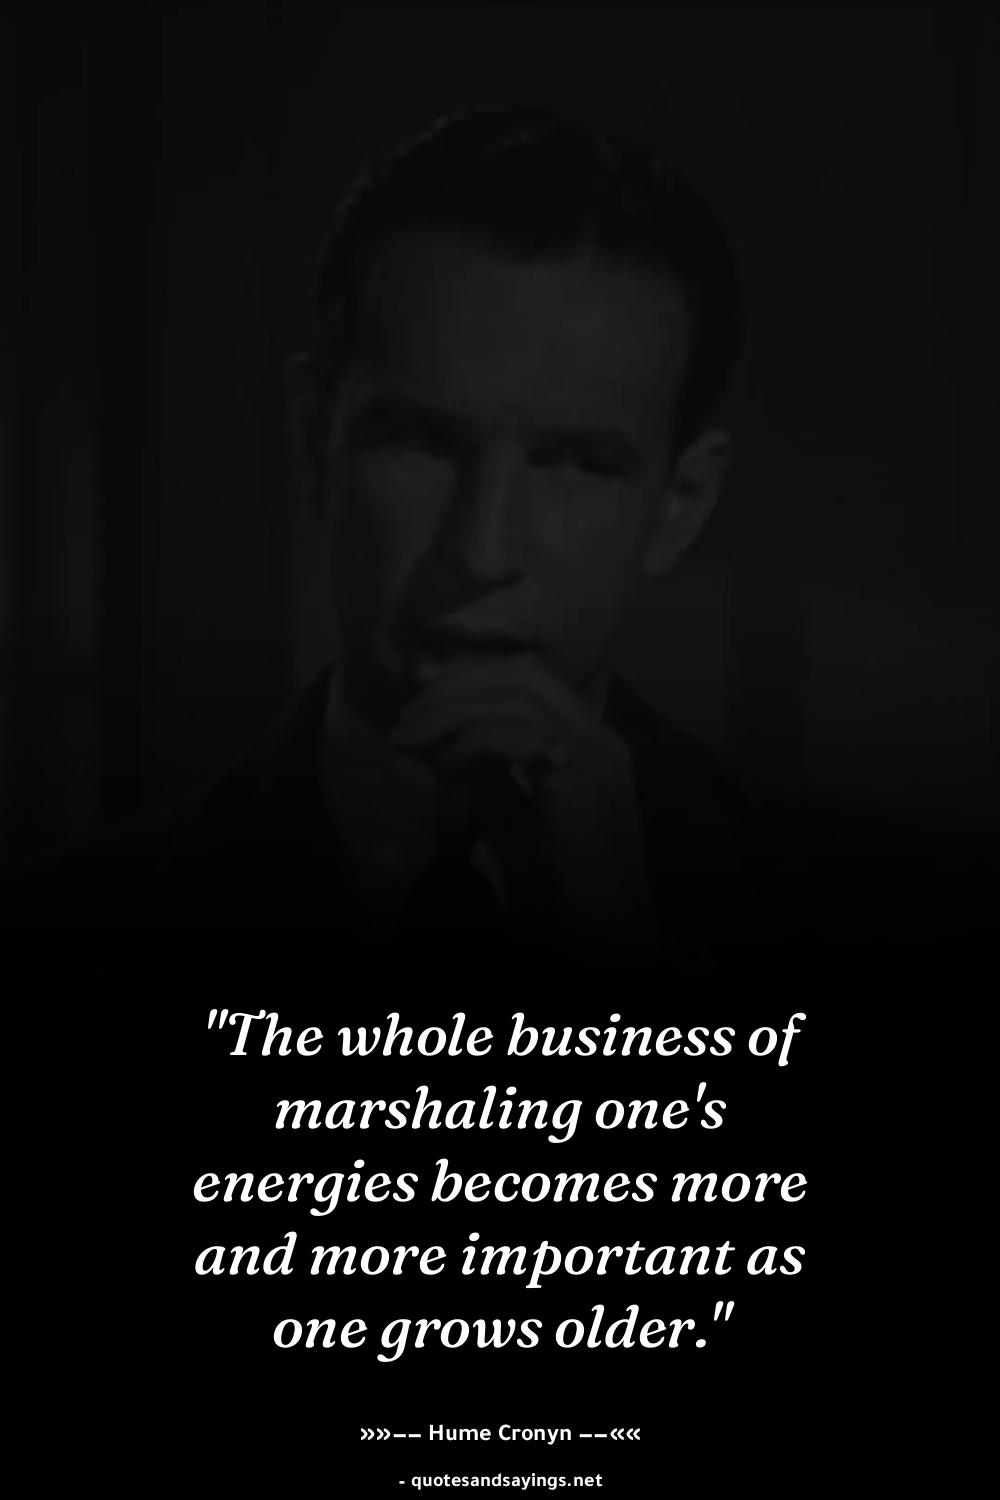 "The whole business of
marshaling one's
energies becomes more
and more important as
one grows older."
»»−− Hume Cronyn −−««
- quotesandsayings.net